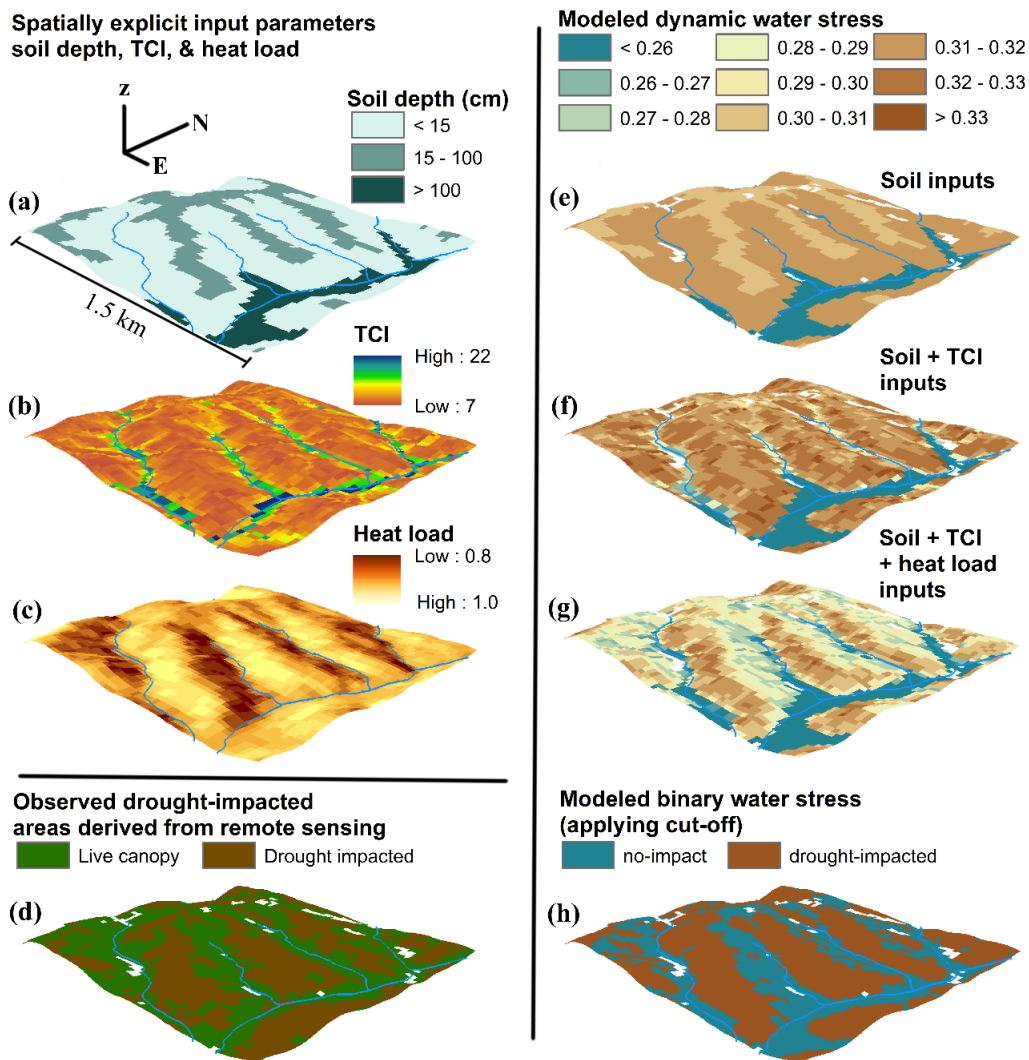 Spatially explicit input parameters
soil depth, TCI, & heat load
z
N
E
Soil depth (cm)
< 15
15 - 100
> 100
(a)
1.5 km
TCI
High : 22
Low : 7
(b)
Heat load
Low : 0.8
High : 1.0
(c)
Observed drought-impacted
areas derived from remote sensing
Live canopy
Drought impacted
(d)
Modeled dynamic water stress
< 0.26
0.28 - 0.29
0.31 - 0.32
0.26 - 0.27
0.29 - 0.30
0.32 - 0.33
0.27 - 0.28
0.30 - 0.31
> 0.33
Soil inputs
(e)
Soil + TCI
inputs
(f)
Soil + TCI
+ heat load
inputs
(g)
Modeled binary water stress
(applying cut-off)
no-impact
drought-impacted
(h)